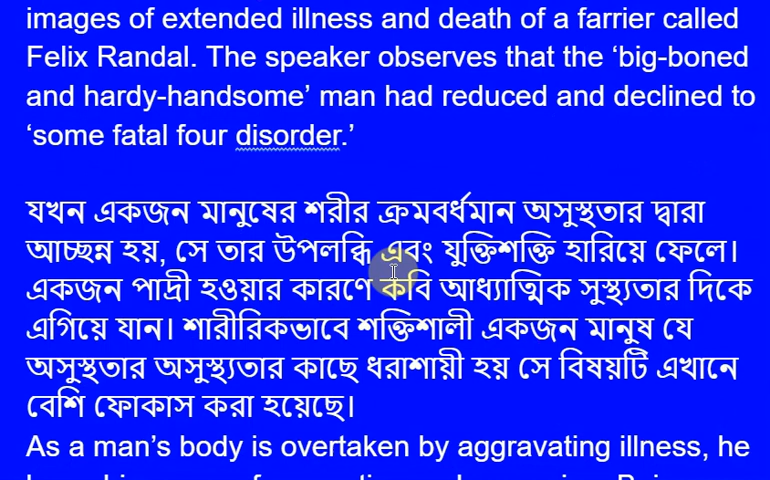 images of extended illness and death of a farrier called
Felix Randal. The speaker observes that the ‘big-boned
and hardy-handsome’ man had reduced and declined to
‘some fatal four disorder.’
যখন একজন মানুষের শরীর ক্রমবর্ধমান অসুস্থতার দ্বারা
আচ্ছন্ন হয়, সে তার উপলব্ধি এবং যুক্তিশক্তি হারিয়ে ফেলে।
একজন পাদ্রী হওয়ার কারণে কবি আধ্যাত্মিক সুস্থ্যতার দিকে
এগিয়ে যান। শারীরিকভাবে শক্তিশালী একজন মানুষ যে
অসুস্থতার অসুস্থ্যতার কাছে ধরাশায়ী হয় সে বিষয়টি এখানে
বেশি ফোকাস করা হয়েছে।
As a man’s body is overtaken by aggravating illness, he